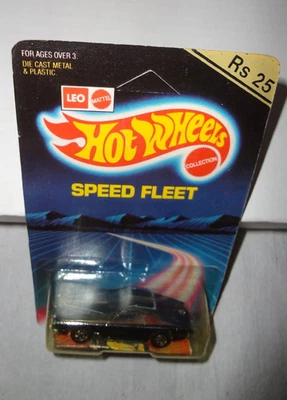 FOR AGES OVER 3.
DIE CAST METAL
& PLASTIC
Rs 25
LEO MATTEL
Hot Wheels
COLLECTION
SPEED FLEET